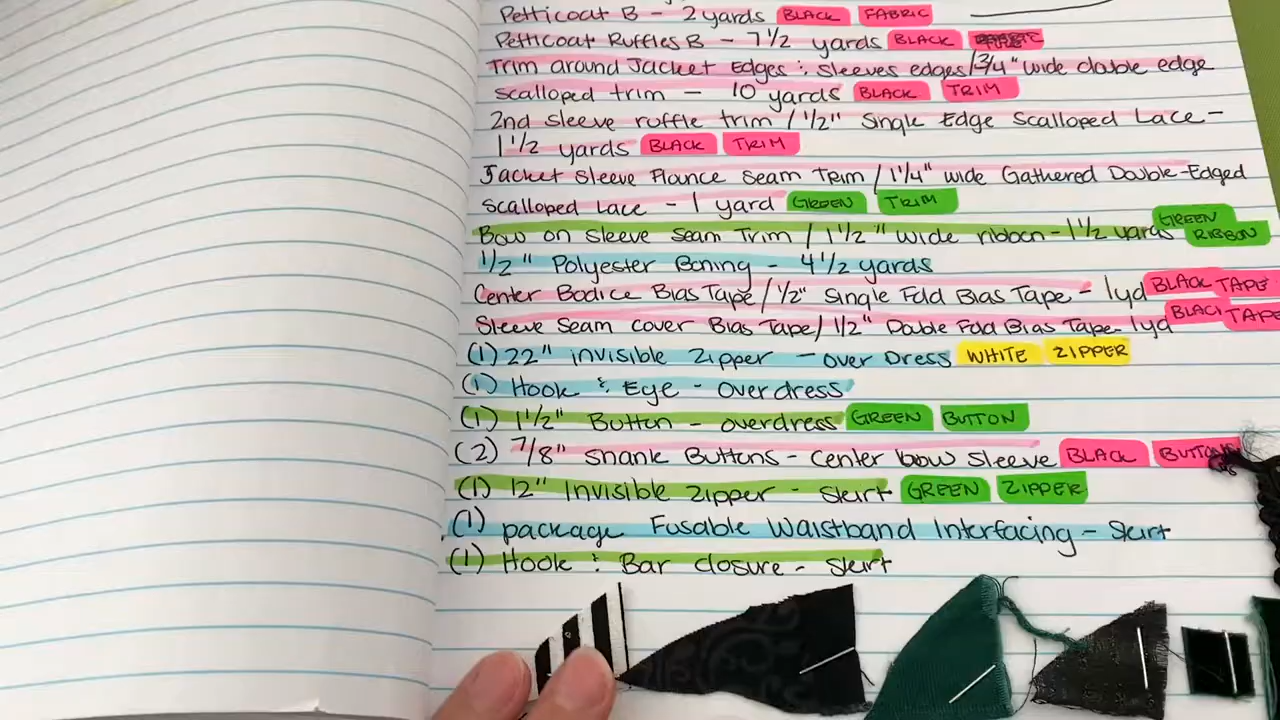 Petticoat B - 2 yards BLACK FABRIC
Petticoat Ruffles B - 7 1/2 yards BLACK
Trim around Jacket Edges & sleeves edges/3/4" wide double edge
scalloped trim - 10 yards BLACK TRIM
2nd sleeve ruffle trim / 1/2" Single Edge Scalloped Lace -
1 1/2 yards BLACK TRIM
Jacket Sleeve Flounce Seam Trim / 1 1/4" wide Gathered Double-Edged
scalloped Lace - 1 yard GREEN TRIM
Bow on Sleeve Seam Trim / 1 1/2" wide ribbon - 1 1/2 yards GREEN RIBBON
1/2" Polyester Boning - 4 1/2 yards
Center Bodice Bias Tape / 1/2" Single Fold Bias Tape - 1yd BLACK TAPE
Sleeve Seam cover Bias Tape / 1/2" Double Fold Bias Tape - 1yd BLACK TAPE
(1) 22" invisible Zipper - over Dress WHITE ZIPPER
(1) Hook & Eye - Overdress
(1) 1 1/2" Button - overdress GREEN BUTTON
(2) 7/8" Shank Buttons - Center bow Sleeve BLACK BUTTONS
(1) 12" Invisible Zipper - Skirt GREEN ZIPPER
(1) package Fusable Waistband Interfacing - Skirt
(1) Hook & Bar closure - Skirt